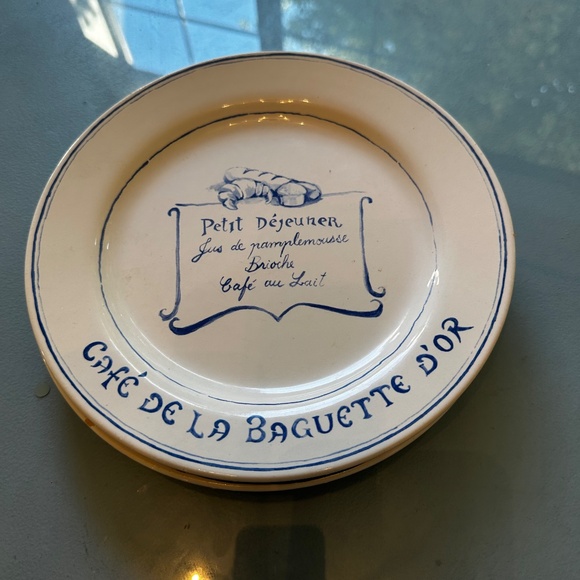 Petit Déjeuner
Jus de pamplemousse
Brioche
Café au Lait
CAFÉ DE LA BAGUETTE D'OR